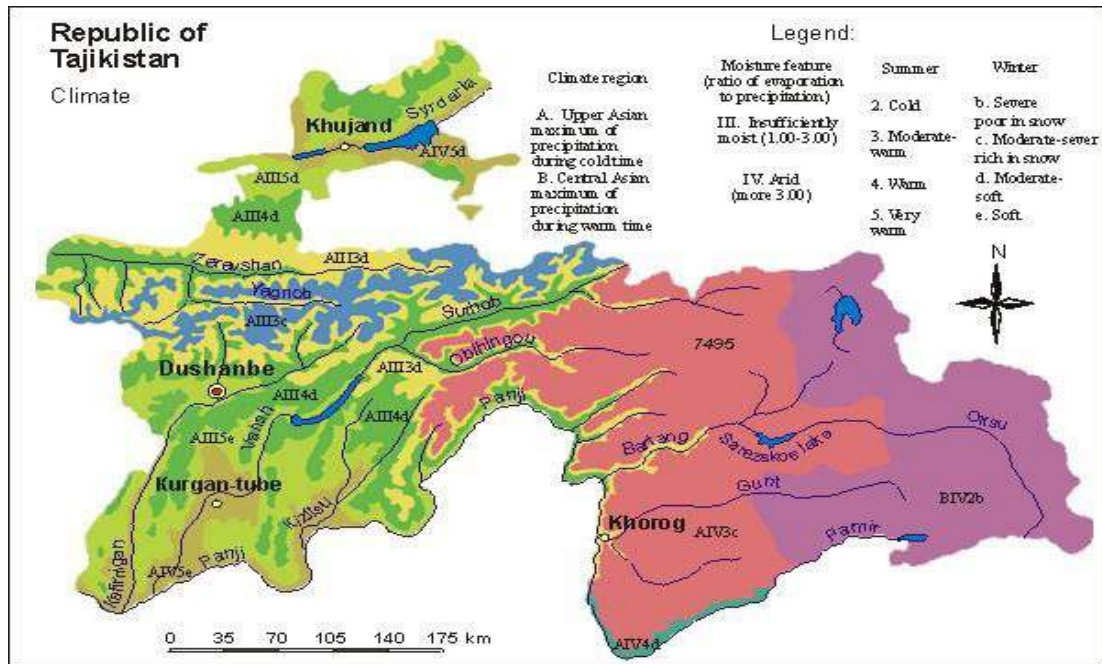 Republic of
Tajikistan
Climate
Legend:
Climate region
A. Upper Asian
maximum of
precipitation
during cold time
B. Central Asian
maximum of
precipitation
during warm time
Moisture feature
(ratio of evaporation
to precipitation)
III. Insufficiently
moist (1.00-3.00)
IV. Arid
(more 3.00)
Summer
2. Cold
3. Moderate-
warm
4. Warm
5. Very
warm
Winter
b. Severe
poor in snow
c. Moderate-sever
rich in snow
d. Moderate-
soft
e. Soft
N
Syrdaria
Khujand
AIV5d
AIII5d
AIII4d
Zeravshan
AIII3d
Yagnob
AIII3c
Surhob
Obihingou
7495
Dushanbe
AIII3d
AIII4d
Vahsh
AIII4d
Panji
AIII5e
Bartang
Sarezskoe lake
Oksu
Kurgan-tube
Kizilsu
Gunt
BIV2b
Khorog
AIV3c
Pamir
Kafirnigan
AIV5e
Panji
AIV4d
0 35 70 105 140 175 km